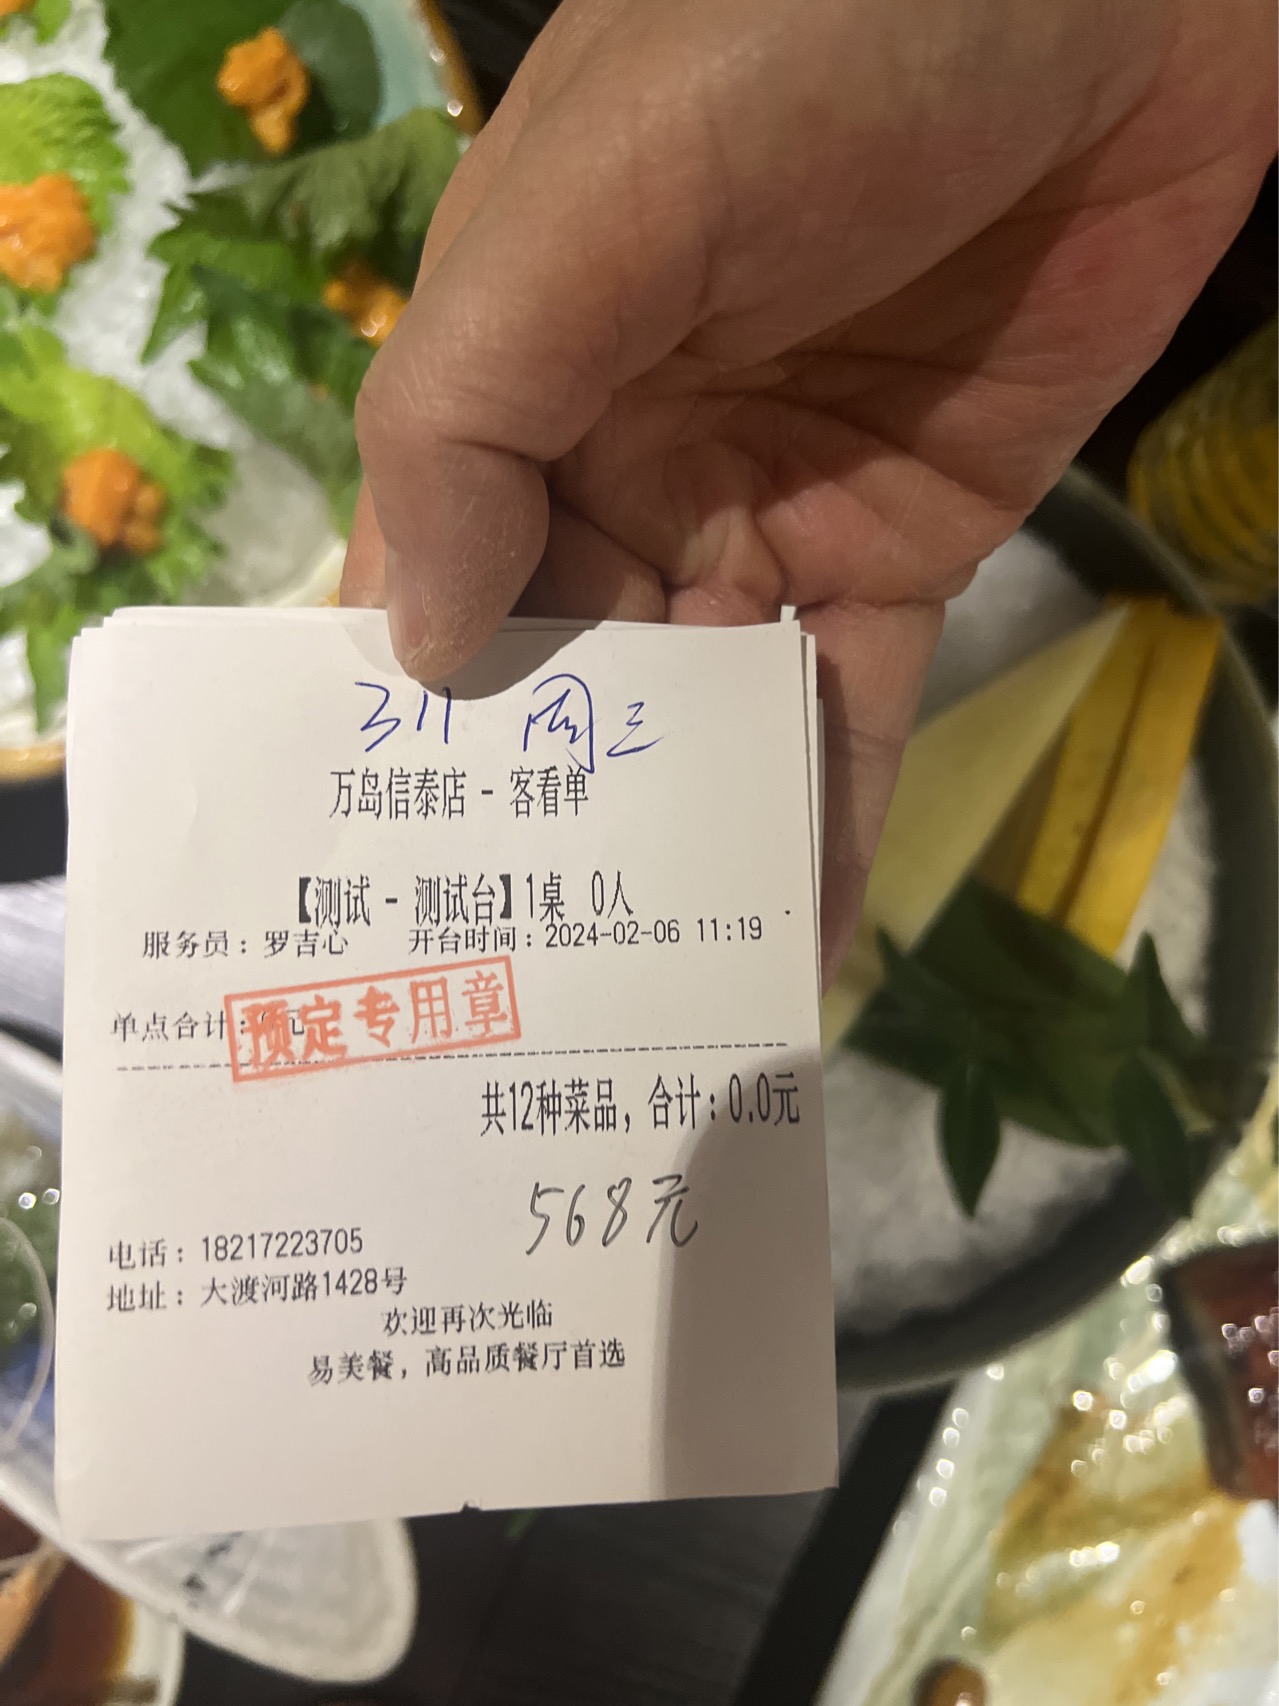 311 周三
万岛信泰店 - 客看单
【测试 - 测试台】1桌 0人
服务员：罗吉心 开台时间：2024-02-06 11:19
单点合计：0元
预定专用章
共12种菜品，合计：0.0元
568元
电话：18217223705
地址：大渡河路1428号
欢迎再次光临
易美餐，高品质餐厅首选